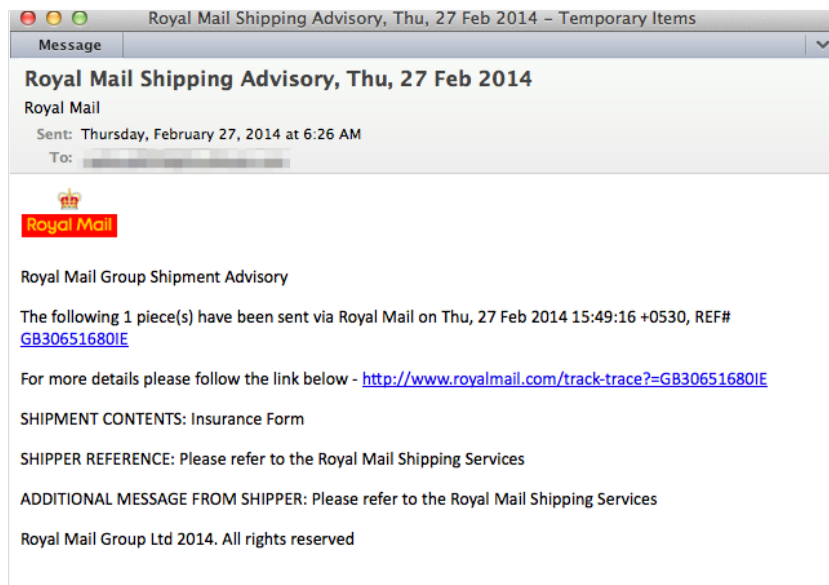 Royal Mail Shipping Advisory, Thu, 27 Feb 2014 – Temporary Items
Message
Royal Mail Shipping Advisory, Thu, 27 Feb 2014
Royal Mail
Sent: Thursday, February 27, 2014 at 6:26 AM
To:
Royal Mail
Royal Mail Group Shipment Advisory
The following 1 piece(s) have been sent via Royal Mail on Thu, 27 Feb 2014 15:49:16 +0530, REF#
GB30651680IE
For more details please follow the link below - http://www.royalmail.com/track-trace?=GB30651680IE
SHIPMENT CONTENTS: Insurance Form
SHIPPER REFERENCE: Please refer to the Royal Mail Shipping Services
ADDITIONAL MESSAGE FROM SHIPPER: Please refer to the Royal Mail Shipping Services
Royal Mail Group Ltd 2014. All rights reserved